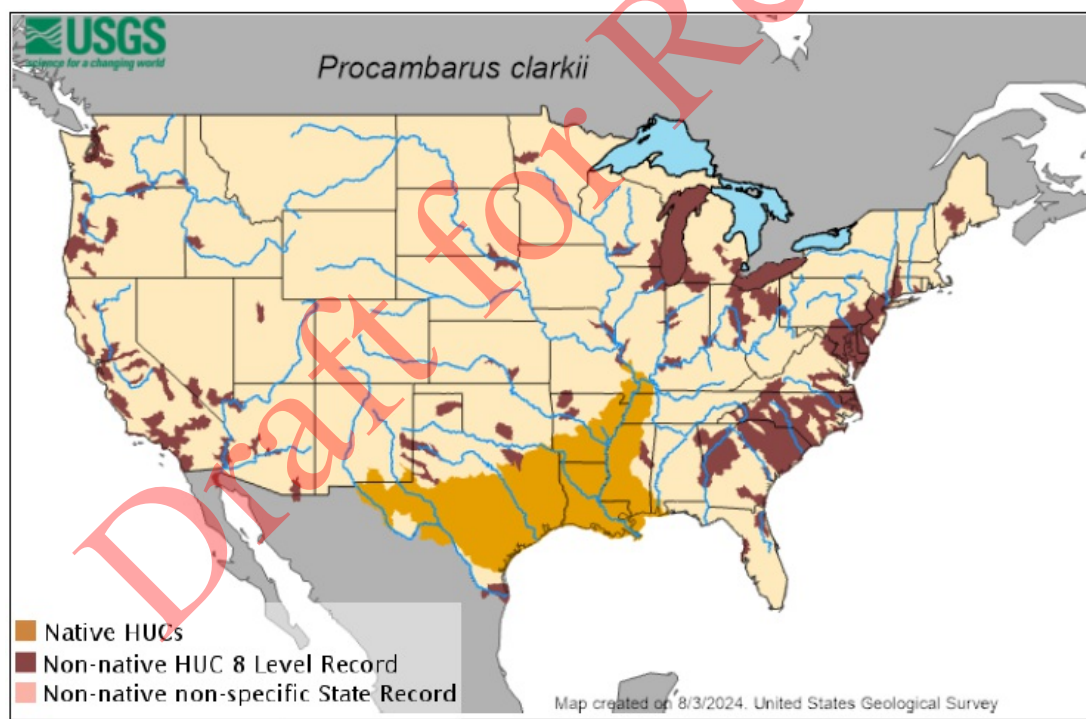 USGS
science for a changing world
Procambarus clarkii
Draft for Re
Native HUCs
Non-native HUC 8 Level Record
Non-native non-specific State Record
Map created on 8/3/2024. United States Geological Survey